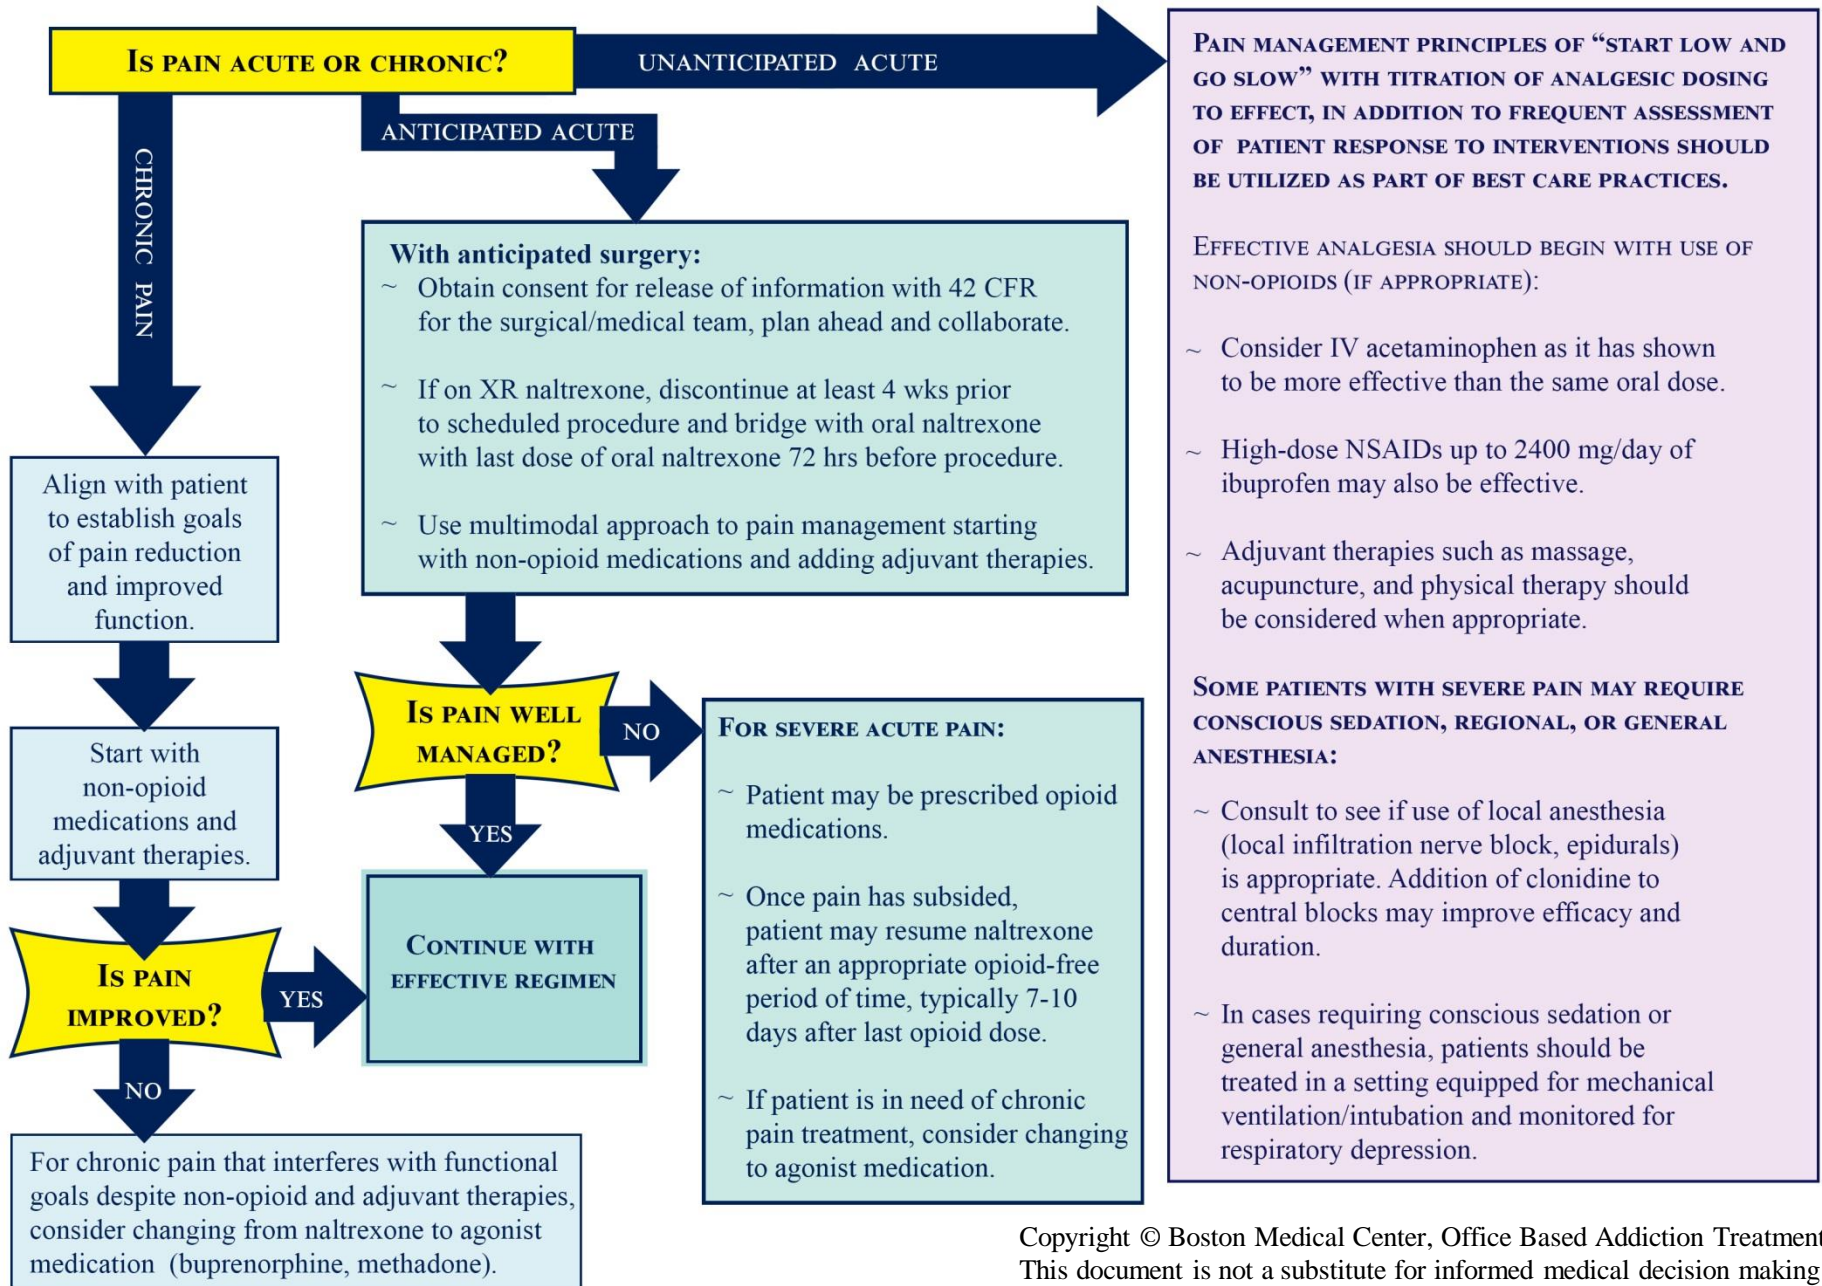 IS PAIN ACUTE OR CHRONIC?
UNANTICIPATED ACUTE
ANTICIPATED ACUTE
CHRONIC PAIN
Align with patient
to establish goals
of pain reduction
and improved
function.
Start with
non-opioid
medications and
adjuvant therapies.
IS PAIN
IMPROVED?
YES
NO
For chronic pain that interferes with functional
goals despite non-opioid and adjuvant therapies,
consider changing from naltrexone to agonist
medication (buprenorphine, methadone).
With anticipated surgery:
~ Obtain consent for release of information with 42 CFR
for the surgical/medical team, plan ahead and collaborate.
~ If on XR naltrexone, discontinue at least 4 wks prior
to scheduled procedure and bridge with oral naltrexone
with last dose of oral naltrexone 72 hrs before procedure.
~ Use multimodal approach to pain management starting
with non-opioid medications and adding adjuvant therapies.
IS PAIN WELL
MANAGED?
NO
YES
CONTINUE WITH
EFFECTIVE REGIMEN
FOR SEVERE ACUTE PAIN:
~ Patient may be prescribed opioid
medications.
~ Once pain has subsided,
patient may resume naltrexone
after an appropriate opioid-free
period of time, typically 7-10
days after last opioid dose.
~ If patient is in need of chronic
pain treatment, consider changing
to agonist medication.
PAIN MANAGEMENT PRINCIPLES OF “START LOW AND
GO SLOW” WITH TITRATION OF ANALGESIC DOSING
TO EFFECT, IN ADDITION TO FREQUENT ASSESSMENT
OF PATIENT RESPONSE TO INTERVENTIONS SHOULD
BE UTILIZED AS PART OF BEST CARE PRACTICES.
EFFECTIVE ANALGESIA SHOULD BEGIN WITH USE OF
NON-OPIOIDS (IF APPROPRIATE):
~ Consider IV acetaminophen as it has shown
to be more effective than the same oral dose.
~ High-dose NSAIDs up to 2400 mg/day of
ibuprofen may also be effective.
~ Adjuvant therapies such as massage,
acupuncture, and physical therapy should
be considered when appropriate.
SOME PATIENTS WITH SEVERE PAIN MAY REQUIRE
CONSCIOUS SEDATION, REGIONAL, OR GENERAL
ANESTHESIA:
~ Consult to see if use of local anesthesia
(local infiltration nerve block, epidurals)
is appropriate. Addition of clonidine to
central blocks may improve efficacy and
duration.
~ In cases requiring conscious sedation or
general anesthesia, patients should be
treated in a setting equipped for mechanical
ventilation/intubation and monitored for
respiratory depression.
Copyright © Boston Medical Center, Office Based Addiction Treatment
This document is not a substitute for informed medical decision making